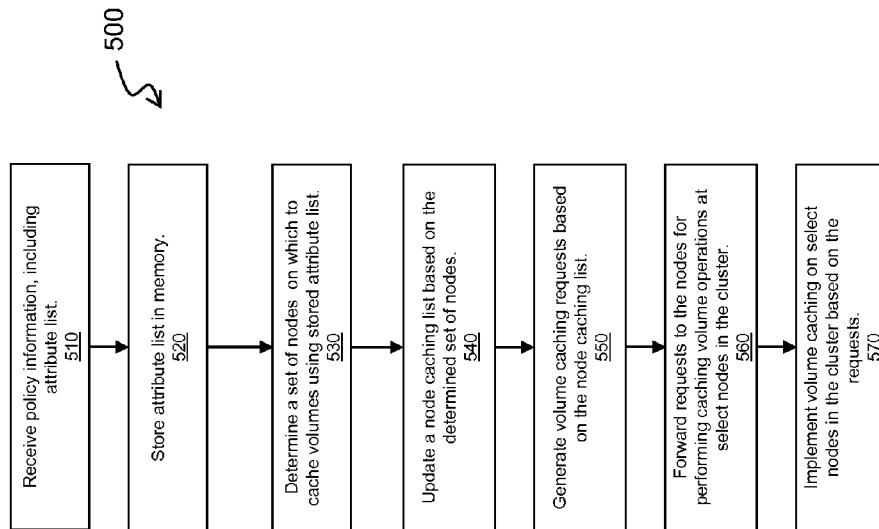 500
Receive policy information, including
attribute list.
510
Store attribute list in memory.
520
Determine a set of nodes on which to
cache volumes using stored attribute list.
530
Update a node caching list based on the
determined set of nodes.
540
Generate volume caching requests based
on the node caching list.
550
Forward requests to the nodes for
performing caching volume operations at
select nodes in the cluster.
560
Implement volume caching on select
nodes in the cluster based on the
requests.
570